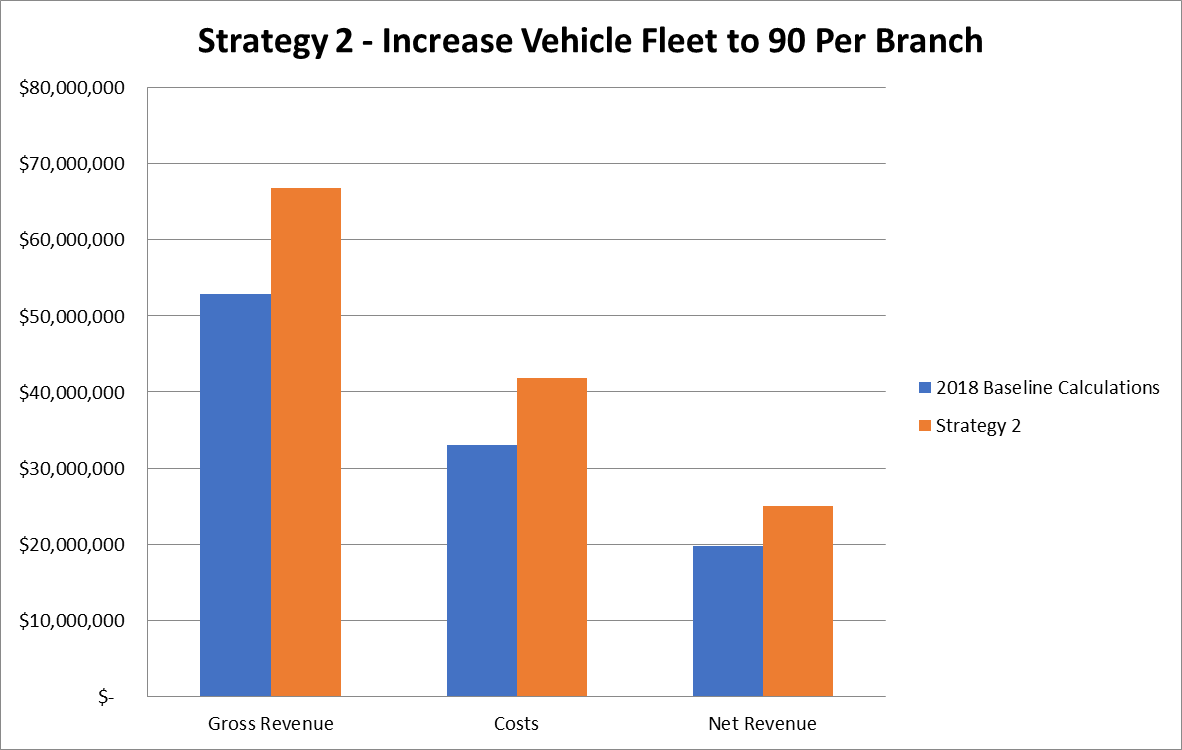 Strategy 2 - Increase Vehicle Fleet to 90 Per Branch
$80,000,000
$70,000,000
$60,000,000
$50,000,000
$40,000,000
$30,000,000
$20,000,000
$10,000,000
$-
Gross Revenue
Costs
Net Revenue
2018 Baseline Calculations
Strategy 2